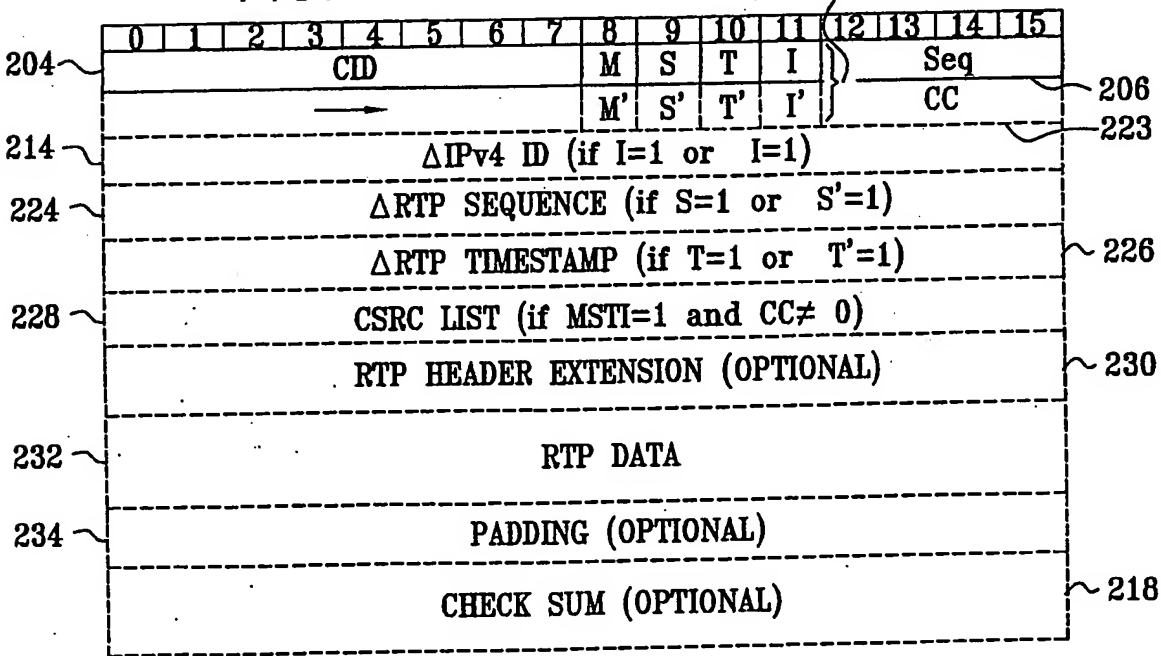 0 1 2 3 4 5 6 7 8 9 10 11 12 13 14 15
204 CID M S T I Seq
206
M' S' T' I' CC
223
214 ΔIPv4 ID (if I=1 or I=1)
224 ΔRTP SEQUENCE (if S=1 or S'=1)
ΔRTP TIMESTAMP (if T=1 or T'=1) 226
228 CSRC LIST (if MSTI=1 and CC≠ 0)
RTP HEADER EXTENSION (OPTIONAL) 230
232 RTP DATA
234 PADDING (OPTIONAL)
CHECK SUM (OPTIONAL) 218